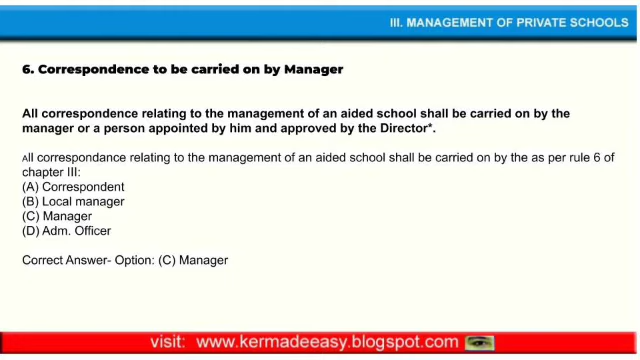 III. MANAGEMENT OF PRIVATE SCHOOLS
6. Correspondence to be carried on by Manager
All correspondence relating to the management of an aided school shall be carried on by the
manager or a person appointed by him and approved by the Director*.
All correspondance relating to the management of an aided school shall be carried on by the as per rule 6 of
chapter III:
(A) Correspondent
(B) Local manager
(C) Manager
(D) Adm. Officer
Correct Answer- Option: (C) Manager
visit: www.kermadeeasy.blogspot.com